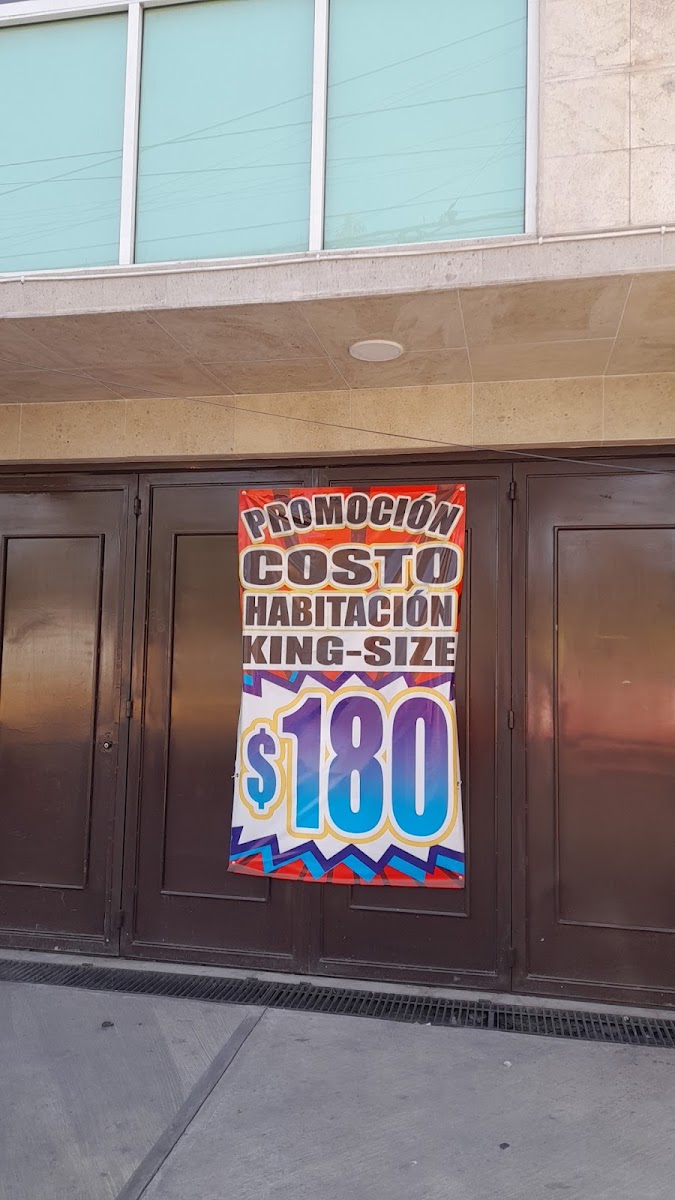 PROMOCIÓN
COSTO
HABITACIÓN
KING-SIZE
$180